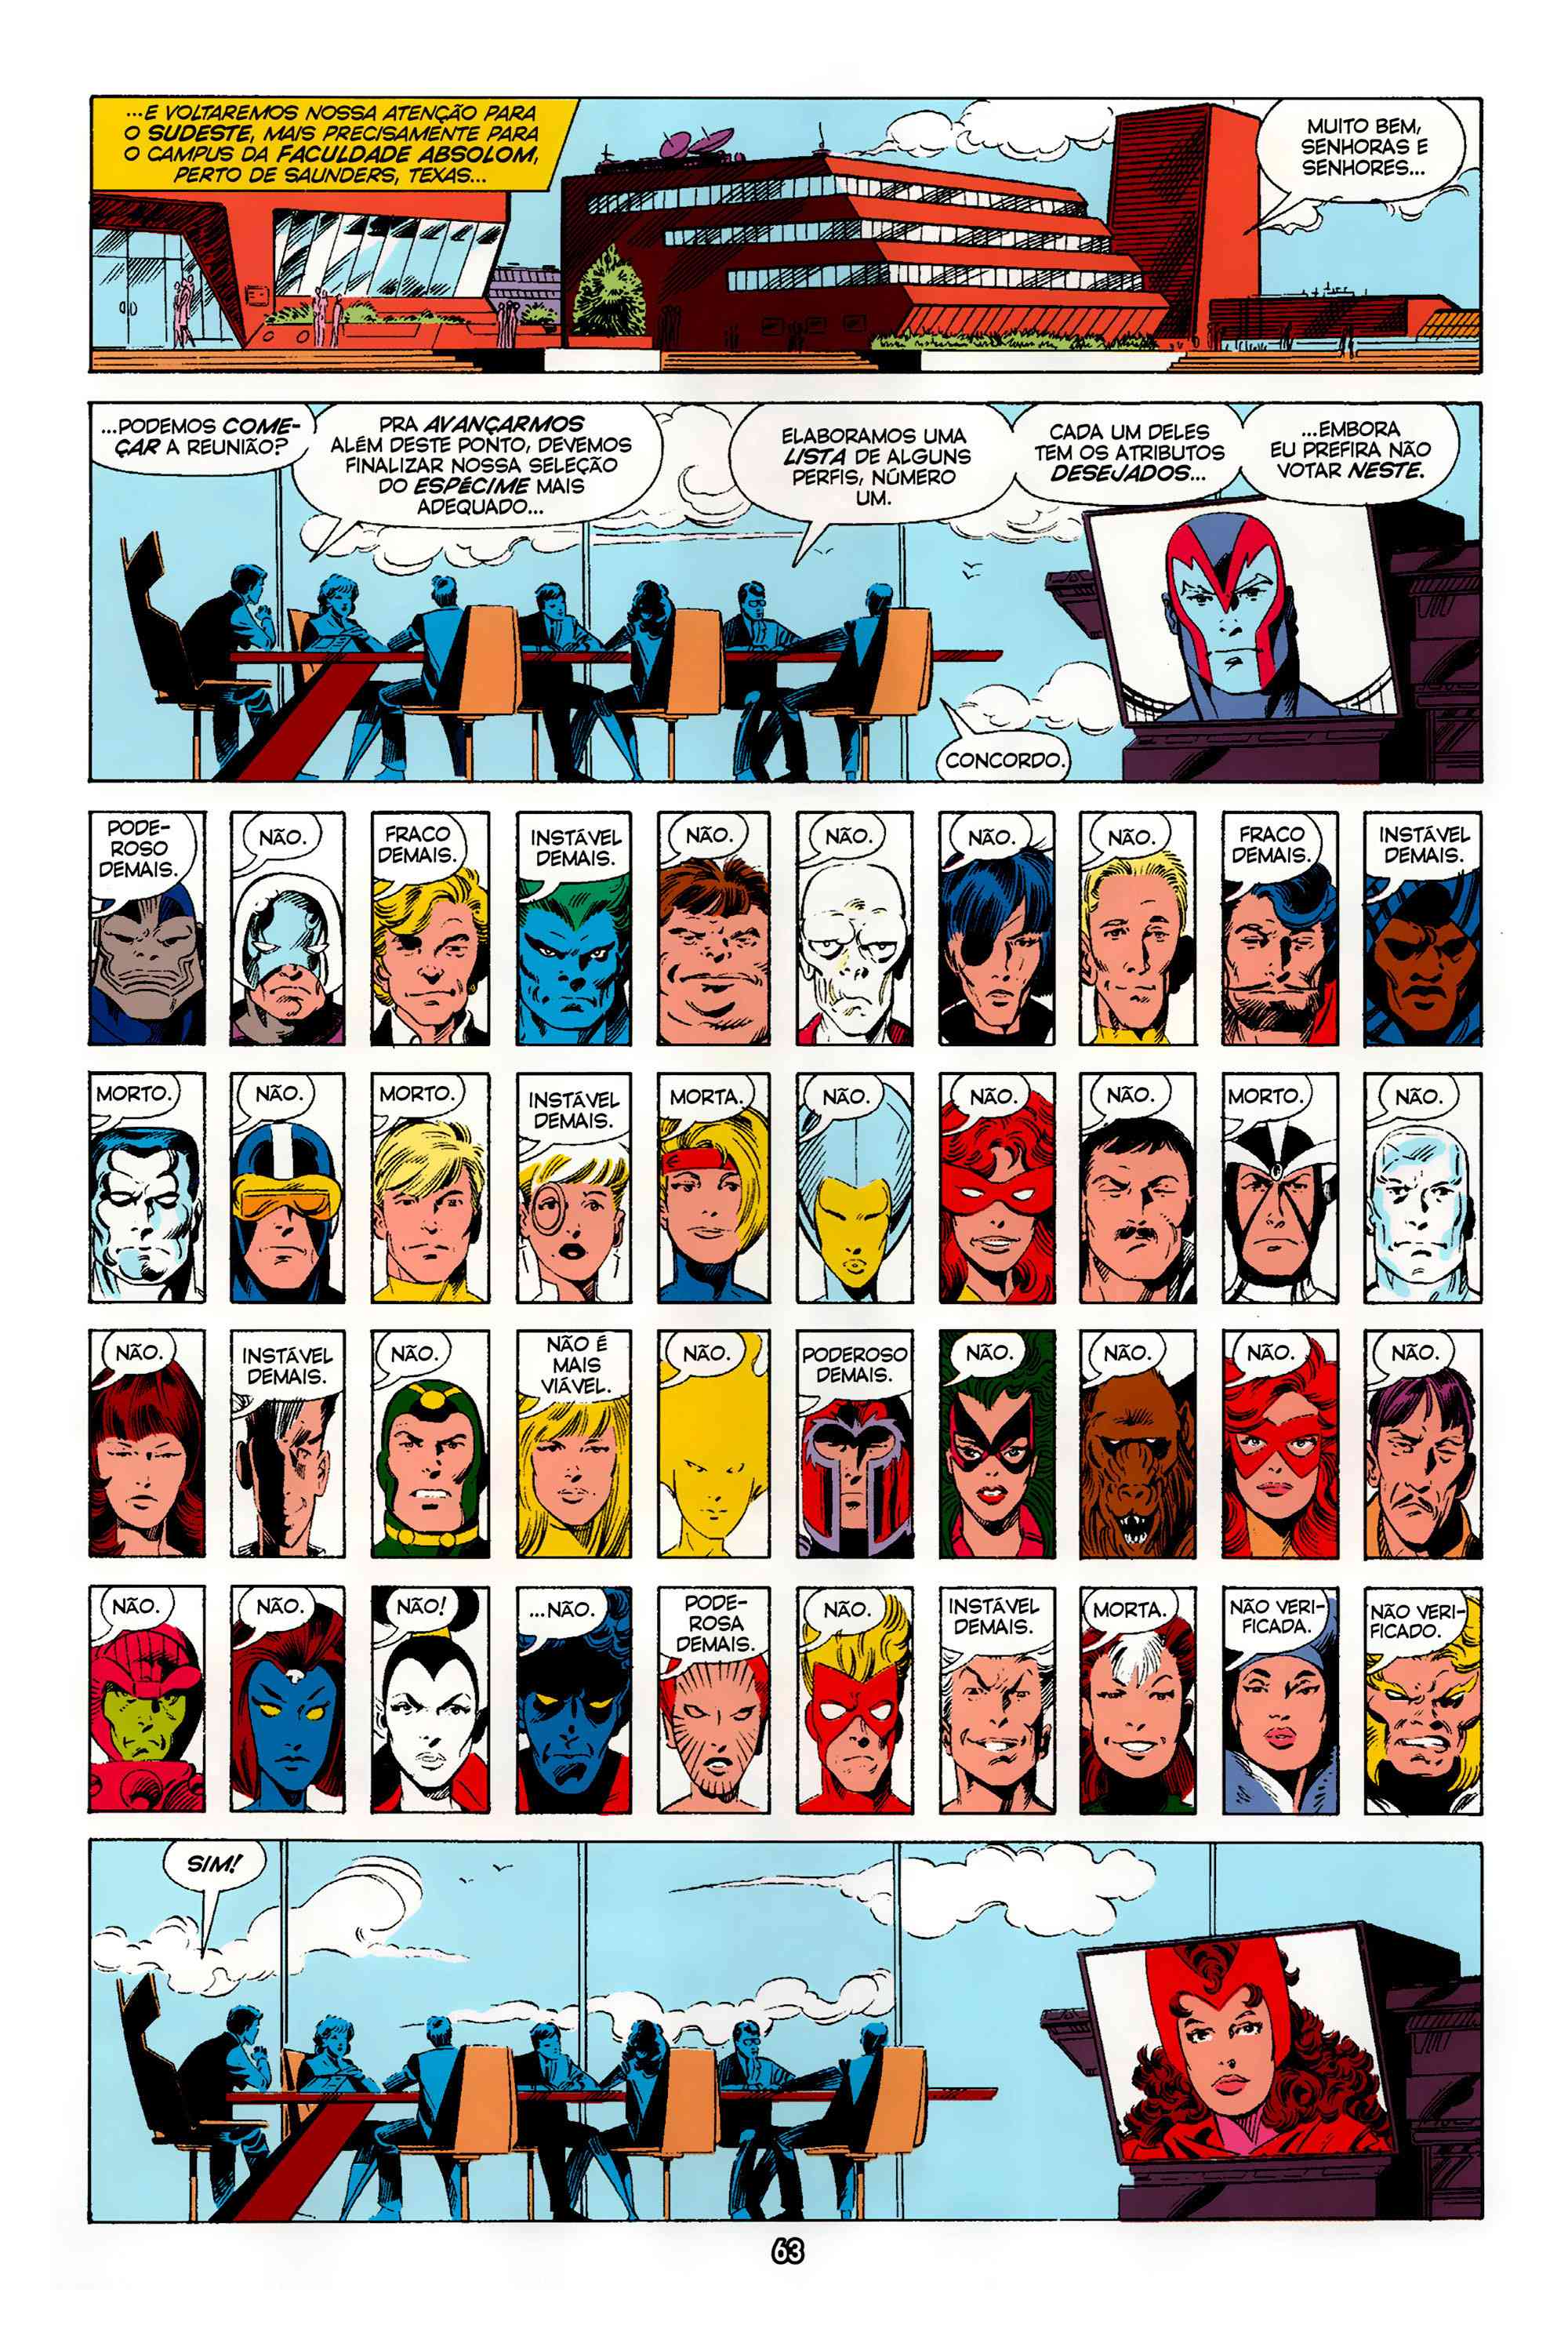 ...E VOLTAREMOS NOSSA ATENÇÃO PARA
O SUDESTE, MAIS PRECISAMENTE PARA
O CAMPUS DA FACULDADE ABSOLOM,
PERTO DE SAUNDERS, TEXAS...
MUITO BEM,
SENHORAS E
SENHORES...
...PODEMOS COME-
ÇAR A REUNIÃO?
PRA AVANÇARMOS
ALÉM DESTE PONTO, DEVEMOS
FINALIZAR NOSSA SELEÇÃO
DO ESPÉCIME MAIS
ADEQUADO...
ELABORAMOS UMA
LISTA DE ALGUNS
PERFIS, NÚMERO
UM.
CADA UM DELES
TEM OS ATRIBUTOS
DESEJADOS...
...EMBORA
EU PREFIRA NÃO
VOTAR NESTE.
CONCORDO.
PODE-
ROSO
DEMAIS.
NÃO.
FRACO
DEMAIS.
INSTÁVEL
DEMAIS.
NÃO.
NÃO.
NÃO.
NÃO.
FRACO
DEMAIS.
INSTÁVEL
DEMAIS.
MORTO.
NÃO.
MORTO.
INSTÁVEL
DEMAIS.
MORTA.
NÃO.
NÃO.
NÃO.
MORTO.
NÃO.
NÃO.
INSTÁVEL
DEMAIS.
NÃO.
NÃO É
MAIS
VIÁVEL.
NÃO.
PODEROSO
DEMAIS.
NÃO.
NÃO.
NÃO.
NÃO.
NÃO.
NÃO.
NÃO!
...NÃO.
PODE-
ROSA
DEMAIS.
NÃO.
INSTÁVEL
DEMAIS.
MORTA.
NÃO VERI-
FICADA.
NÃO VERI-
FICADO.
SIM!
63